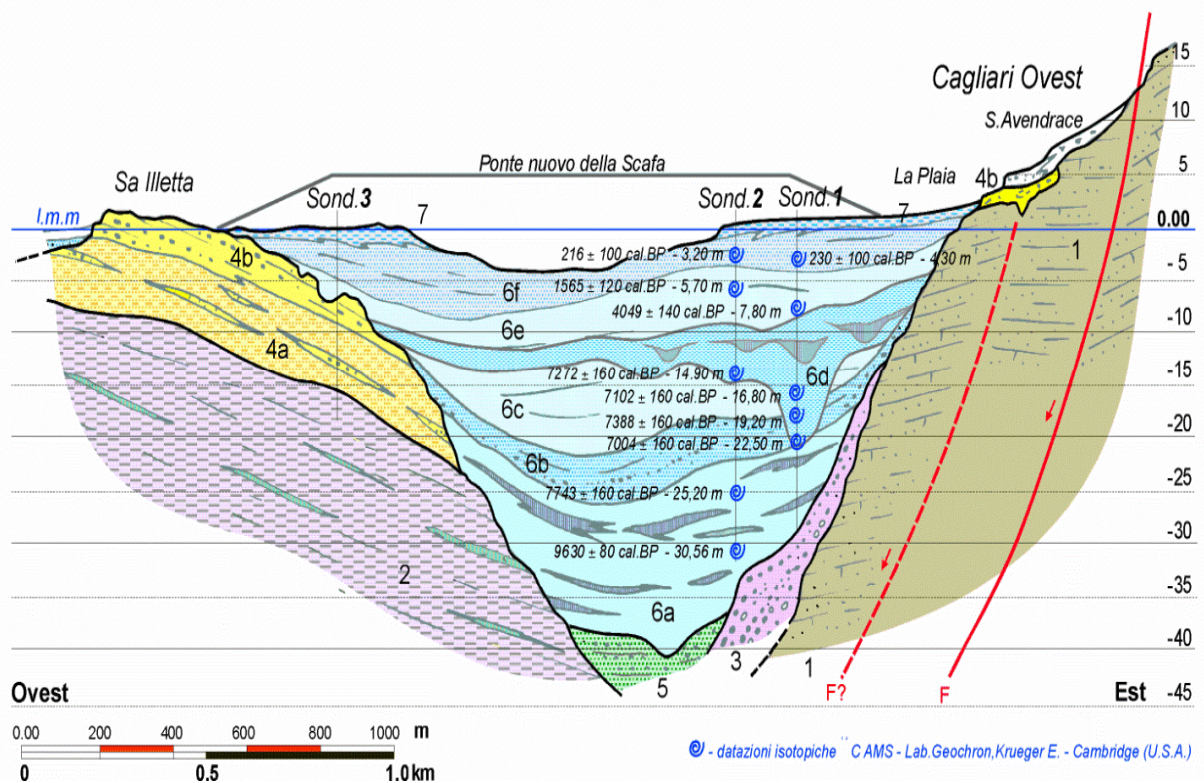 15
Cagliari Ovest
10
S.Avendrace
Ponte nuovo della Scafa
Sa Illetta
La Plaia
4b
5
Sond.3
Sond.2
Sond.1
7
7
l.m.m
0.00
4b
216 ± 100 cal.BP - 3,20 m
230 ± 100 cal.BP - 4,30 m
1
- 5
1565 ± 120 cal.BP - 5,70 m
6f
4049 ± 140 cal.BP - 7,80 m
6e
-10
4a
7272 ± 160 cal.BP - 14.90 m
6d
-15
7102 ± 160 cal.BP - 16,80 m
6c
7388 ± 160 cal.BP - 19,20 m
-20
7004 ± 160 cal.BP - 22,50 m
6b
7743 ± 160 cal.BP - 25,20 m
-25
9630 ± 80 cal.BP - 30,56 m
-30
2
6a
-35
-40
3
1
5
F?
F
Ovest
Est
-45
0.00 200 400 600 800 1000 m
0 0.5 1.0 km
- datazioni isotopiche ¨ C AMS - Lab.Geochron,Krueger E. - Cambridge (U.S.A.)